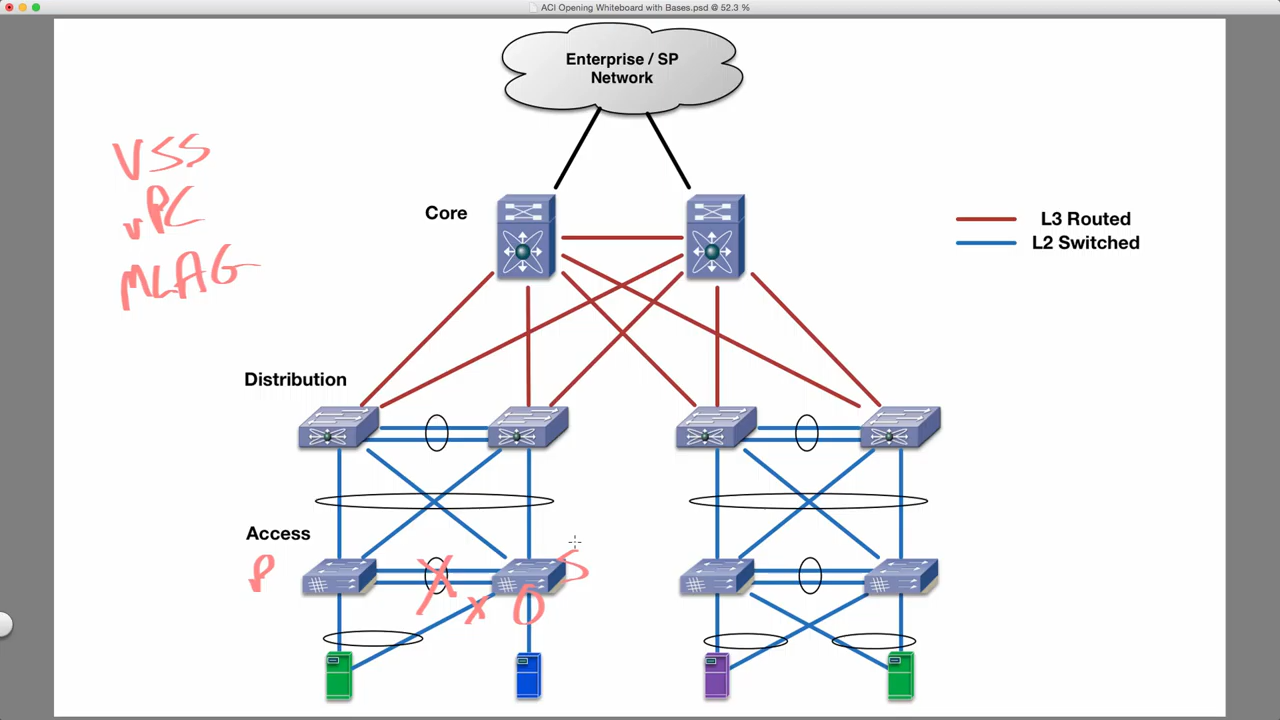 ACI Opening Whiteboard with Bases.psd @ 52.3 %
Enterprise / SP
Network
VSS
vPC
MLAG
Core
L3 Routed
L2 Switched
Distribution
Access
P
X
S
X
O